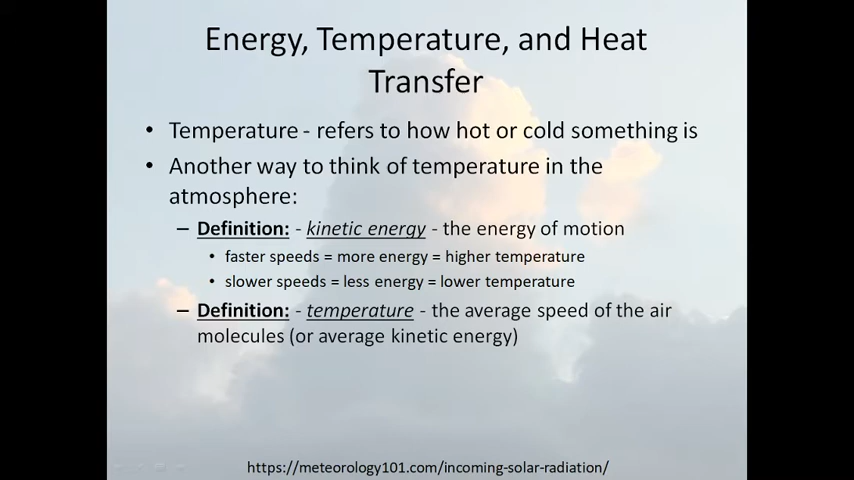 Energy, Temperature, and Heat
Transfer
• Temperature - refers to how hot or cold something is
• Another way to think of temperature in the
atmosphere:
– Definition: - kinetic energy - the energy of motion
• faster speeds = more energy = higher temperature
• slower speeds = less energy = lower temperature
– Definition: - temperature - the average speed of the air
molecules (or average kinetic energy)
https://meteorology101.com/incoming-solar-radiation/